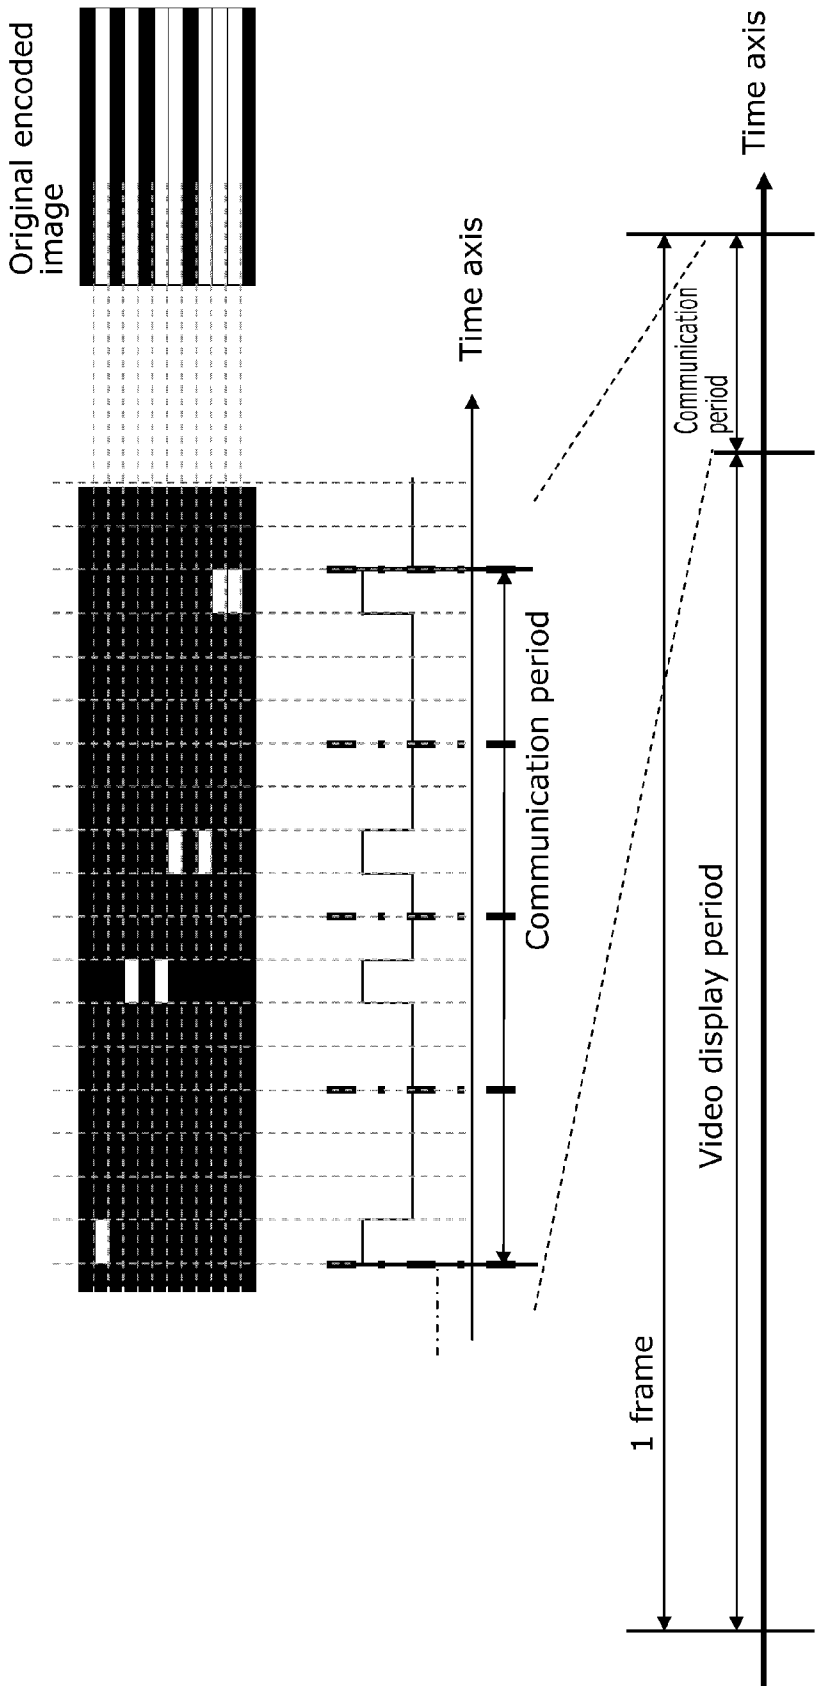 Original encoded
image
Time axis
Communication period
Time axis
Communication
period
Video display period
1 frame